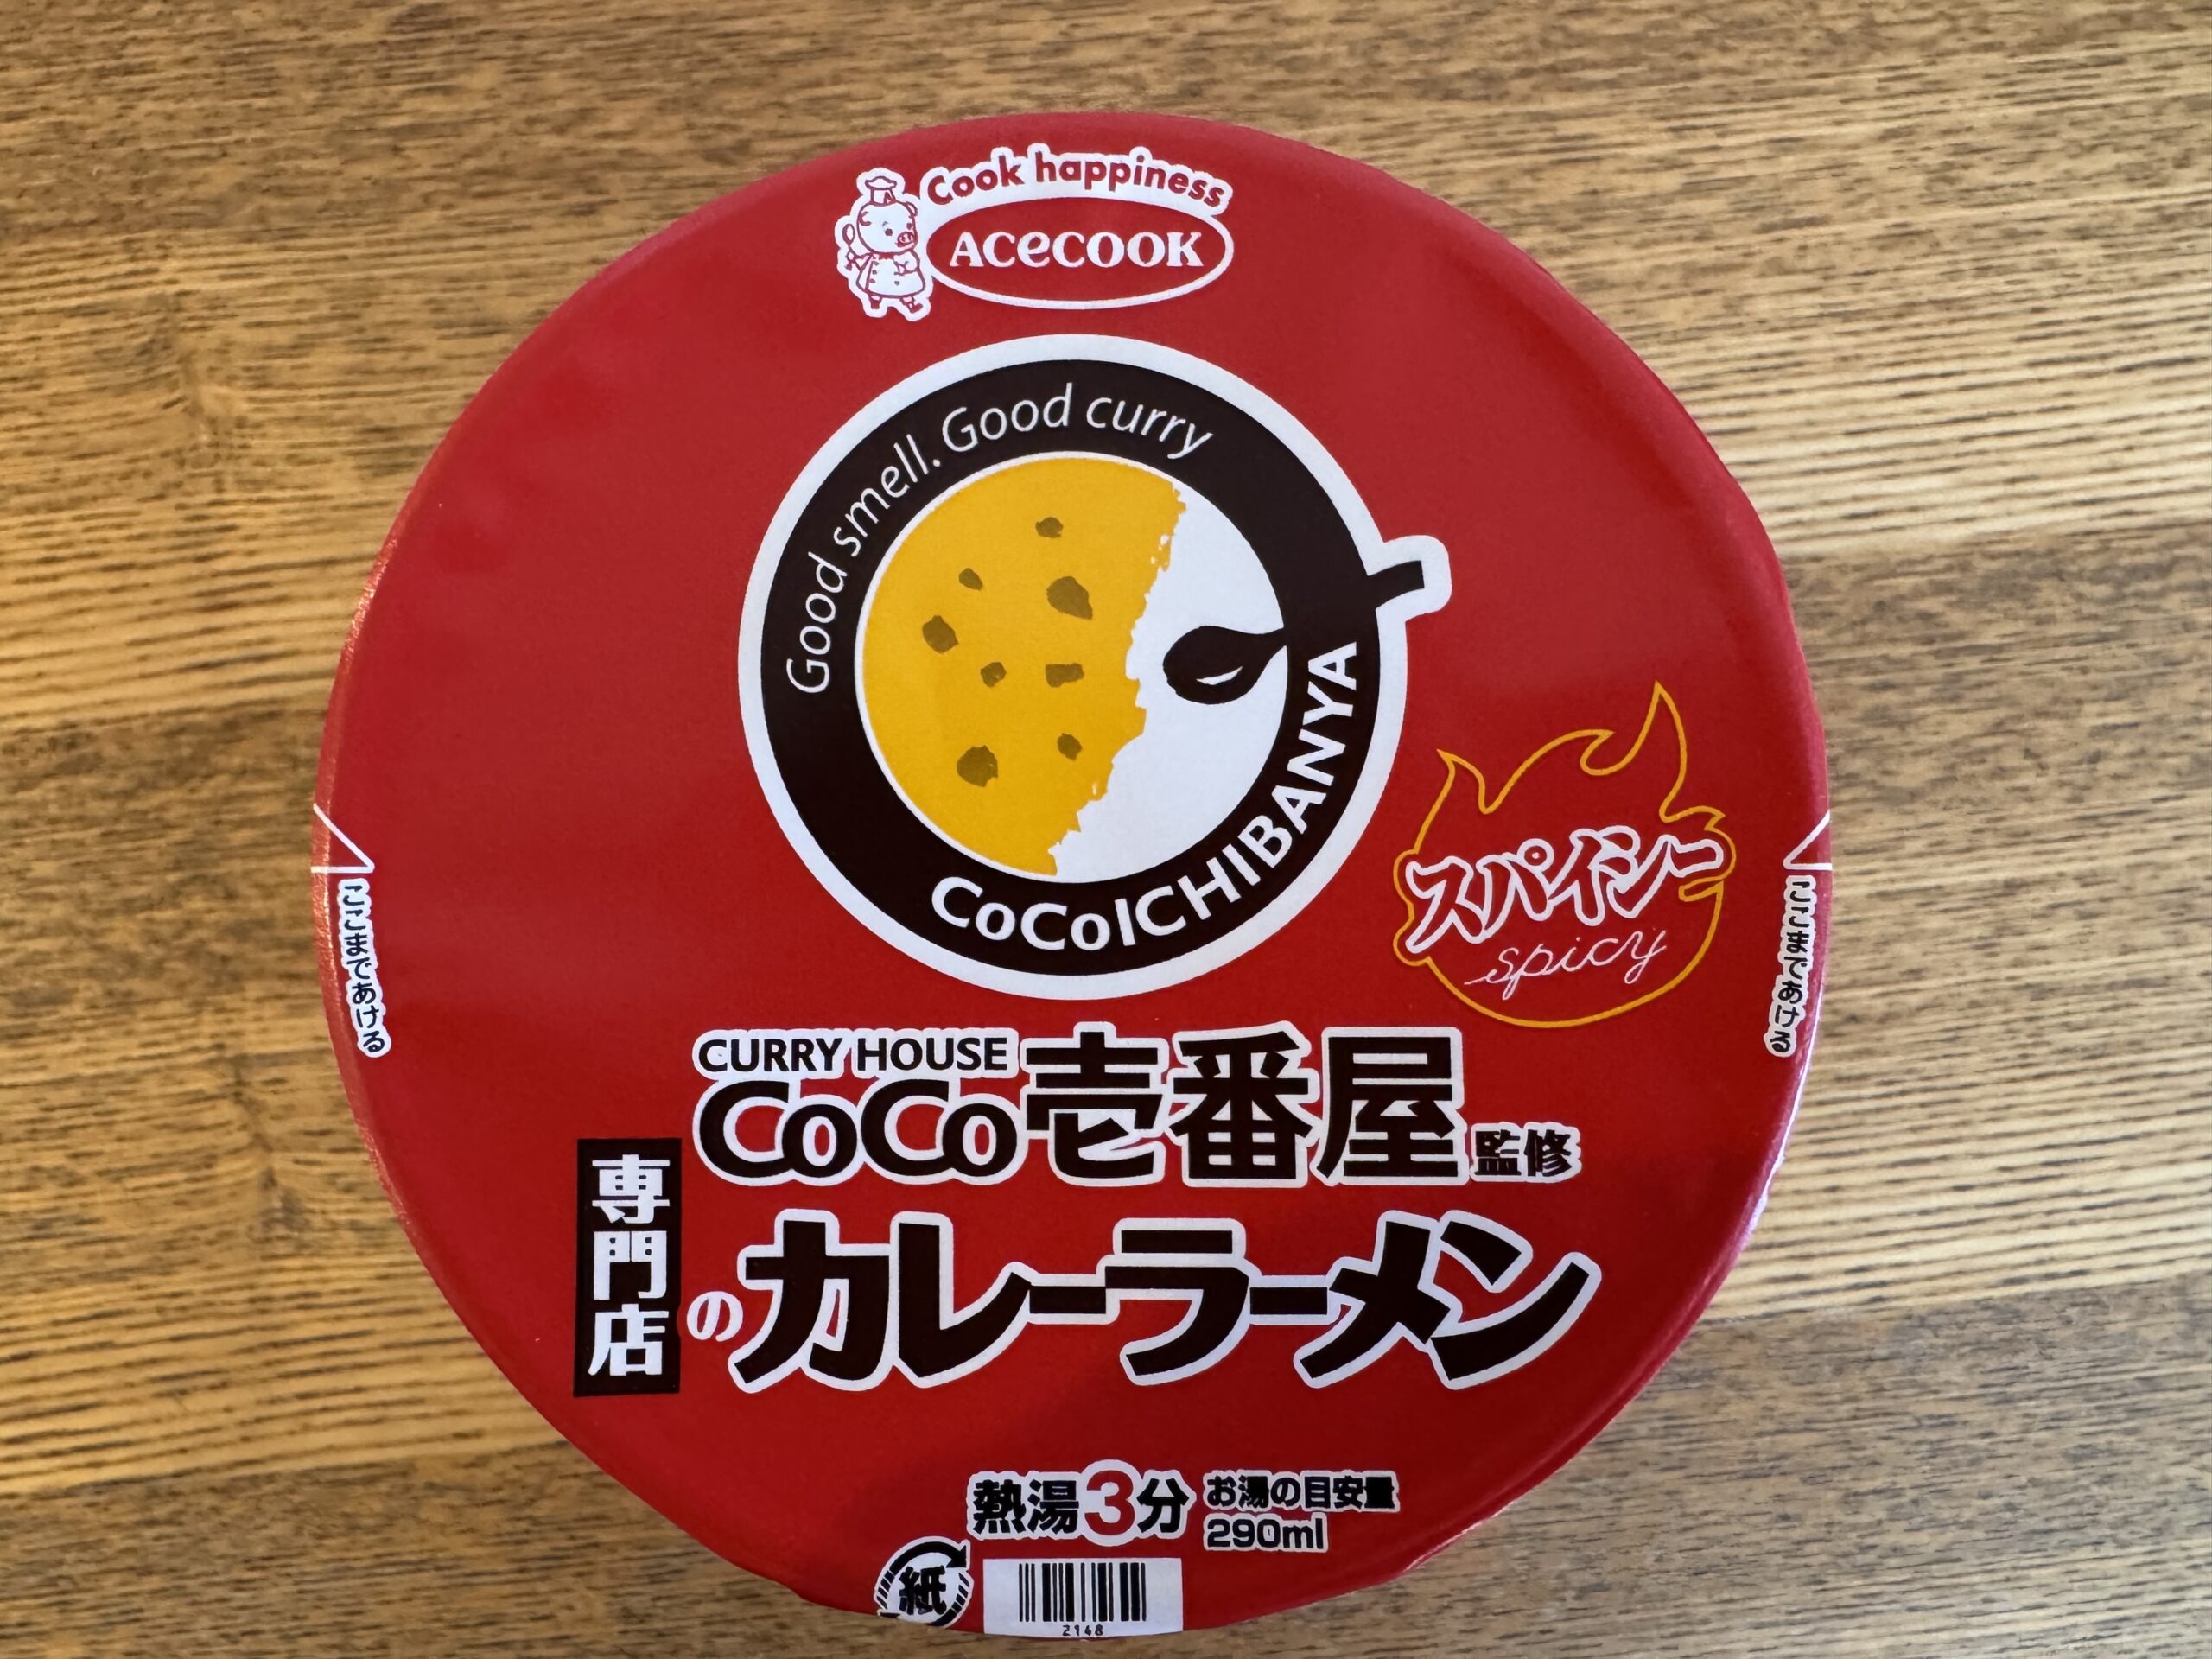 Cook happiness
ACECOOK
Good smell. Good curry
CoCoICHIBANYA
スパイシー
spicy
ここまであける
ここまであける
CURRY HOUSE
CoCo壱番屋監修
専門店
のカレーラーメン
熱湯3分
お湯の目安量
290ml
紙
2148